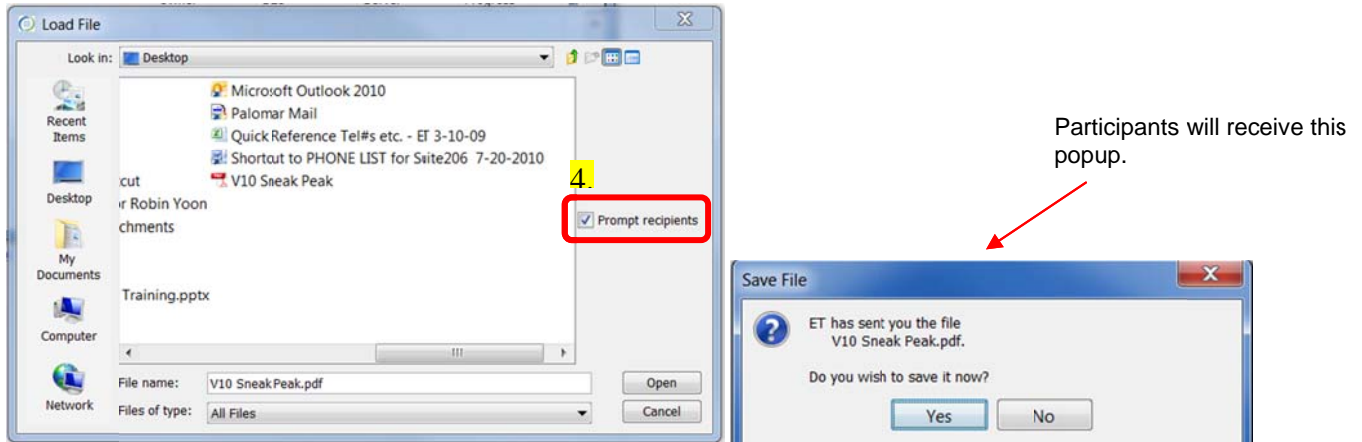 Load File
Look in:
Desktop
Recent
Items
Desktop
My
Documents
Computer
Network
Microsoft Outlook 2010
Palomar Mail
Quick Reference Tel#s etc. - ET 3-10-09
Shortcut to PHONE LIST for Suite206 7-20-2010
cut
V10 Sneak Peak
r Robin Yoon
chments
Training.pptx
4.
Prompt recipients
File name:
V10 Sneak Peak.pdf
Open
Files of type:
All Files
Cancel
Participants will receive this
popup.
Save File
ET has sent you the file
V10 Sneak Peak.pdf.
Do you wish to save it now?
Yes
No